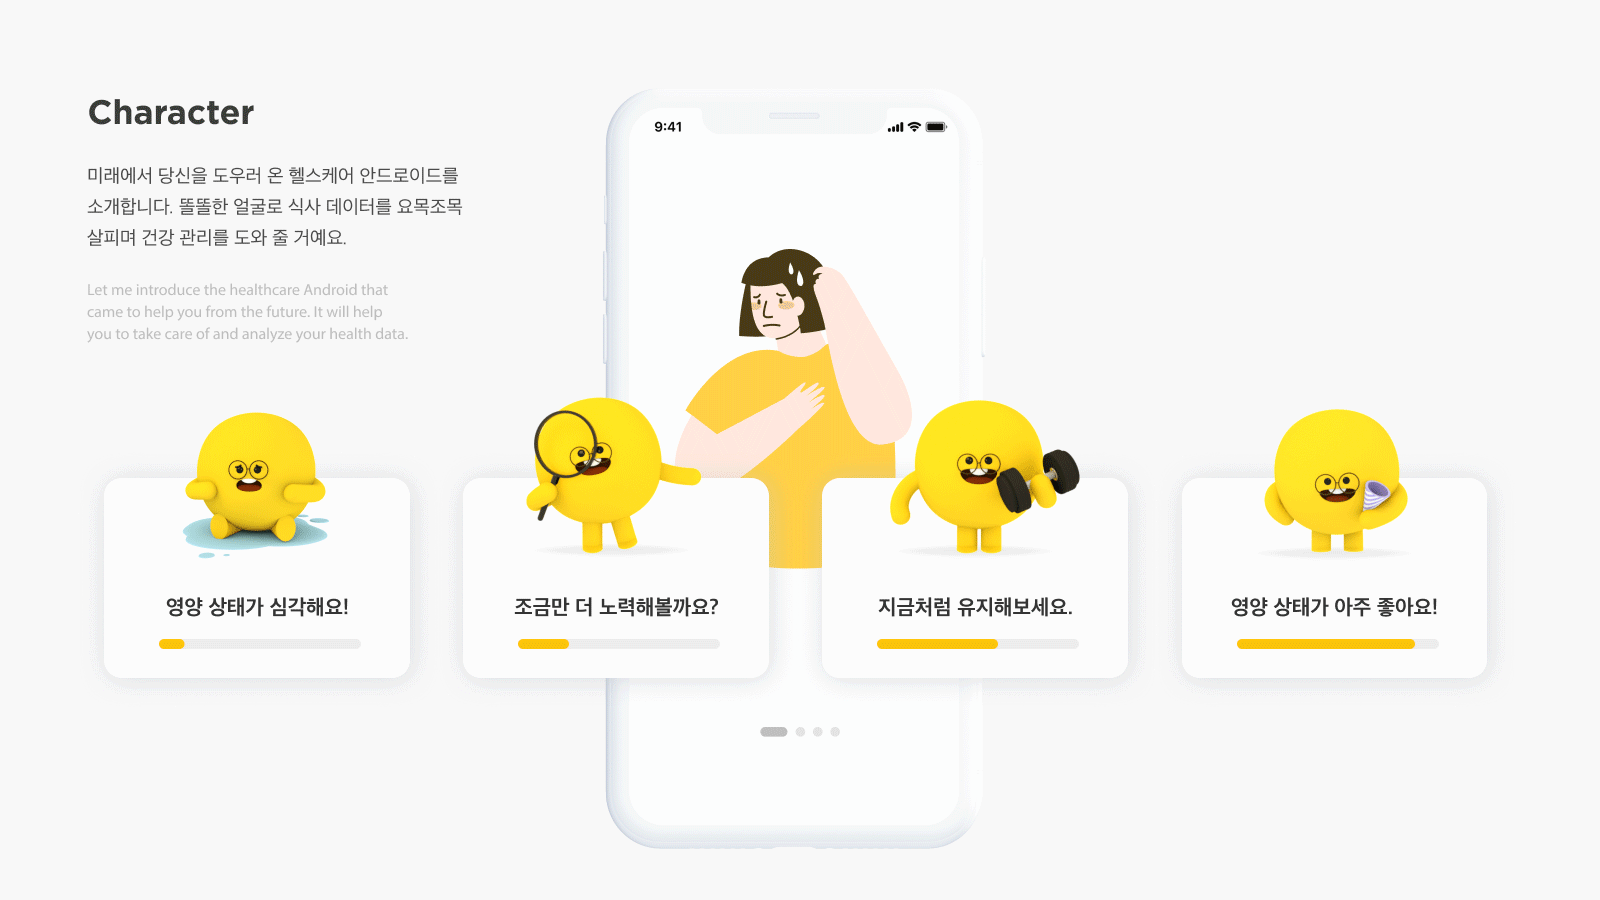 Character
미래에서 당신을 도우러 온 헬스케어 안드로이드를
소개합니다. 똘똘한 얼굴로 식사 데이터를 요목조목
살피며 건강 관리를 도와 줄 거예요.
Let me introduce the healthcare Android that
came to help you from the future. It will help
you to take care of and analyze your health data.
9:41
영양 상태가 심각해요!
조금만 더 노력해볼까요?
지금처럼 유지해보세요.
영양 상태가 아주 좋아요!